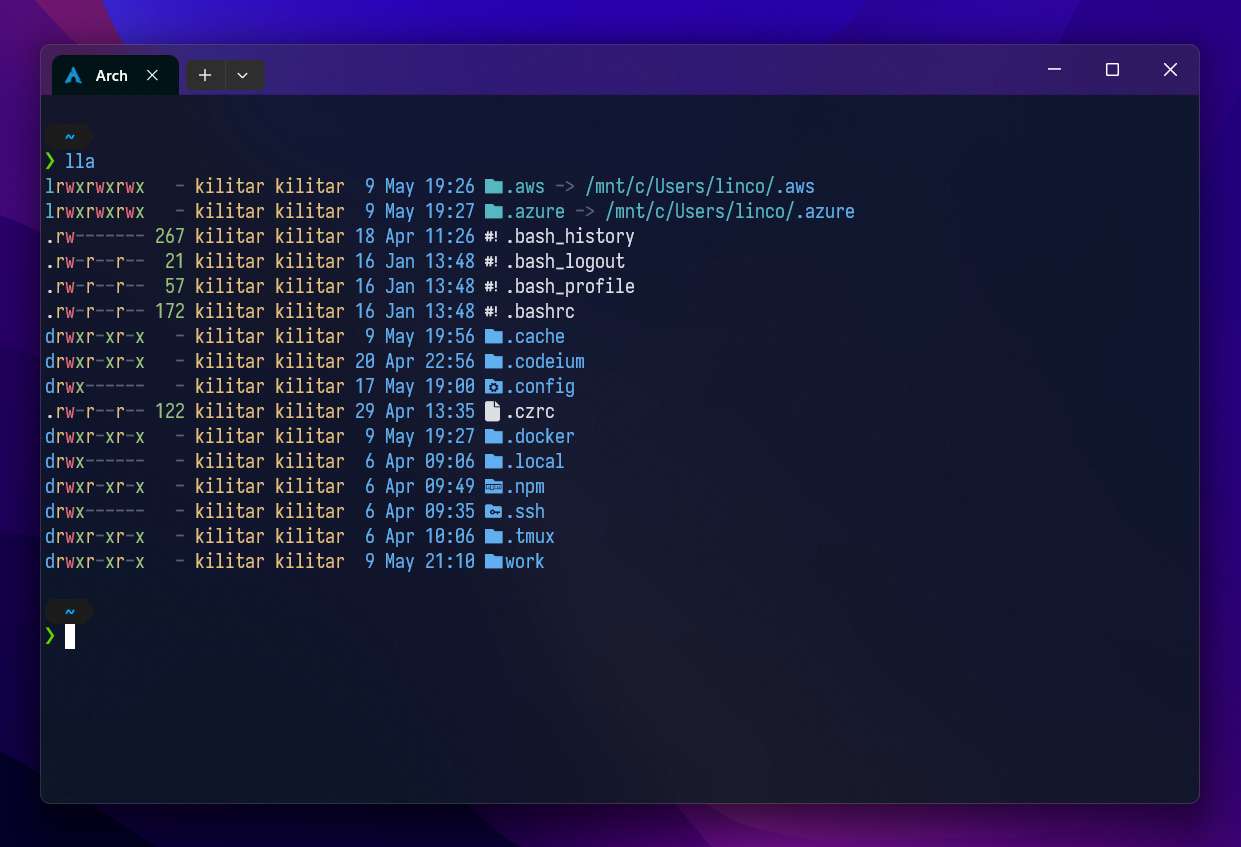 Arch
~
❯ lla
lrwxrwxrwx   - kilitar kilitar  9 May 19:26 .aws -> /mnt/c/Users/linco/.aws
lrwxrwxrwx   - kilitar kilitar  9 May 19:27 .azure -> /mnt/c/Users/linco/.azure
.rw------- 267 kilitar kilitar 18 Apr 11:26 #! .bash_history
.rw-r--r--  21 kilitar kilitar 16 Jan 13:48 #! .bash_logout
.rw-r--r--  57 kilitar kilitar 16 Jan 13:48 #! .bash_profile
.rw-r--r-- 172 kilitar kilitar 16 Jan 13:48 #! .bashrc
drwxr-xr-x   - kilitar kilitar  9 May 19:56 .cache
drwxr-xr-x   - kilitar kilitar 20 Apr 22:56 .codeium
drwx------   - kilitar kilitar 17 May 19:00 .config
.rw-r--r-- 122 kilitar kilitar 29 Apr 13:35 .czrc
drwxr-xr-x   - kilitar kilitar  9 May 19:27 .docker
drwx------   - kilitar kilitar  6 Apr 09:06 .local
drwxr-xr-x   - kilitar kilitar  6 Apr 09:49 .npm
drwx------   - kilitar kilitar  6 Apr 09:35 .ssh
drwxr-xr-x   - kilitar kilitar  6 Apr 10:06 .tmux
drwxr-xr-x   - kilitar kilitar  9 May 21:10 work
~
❯